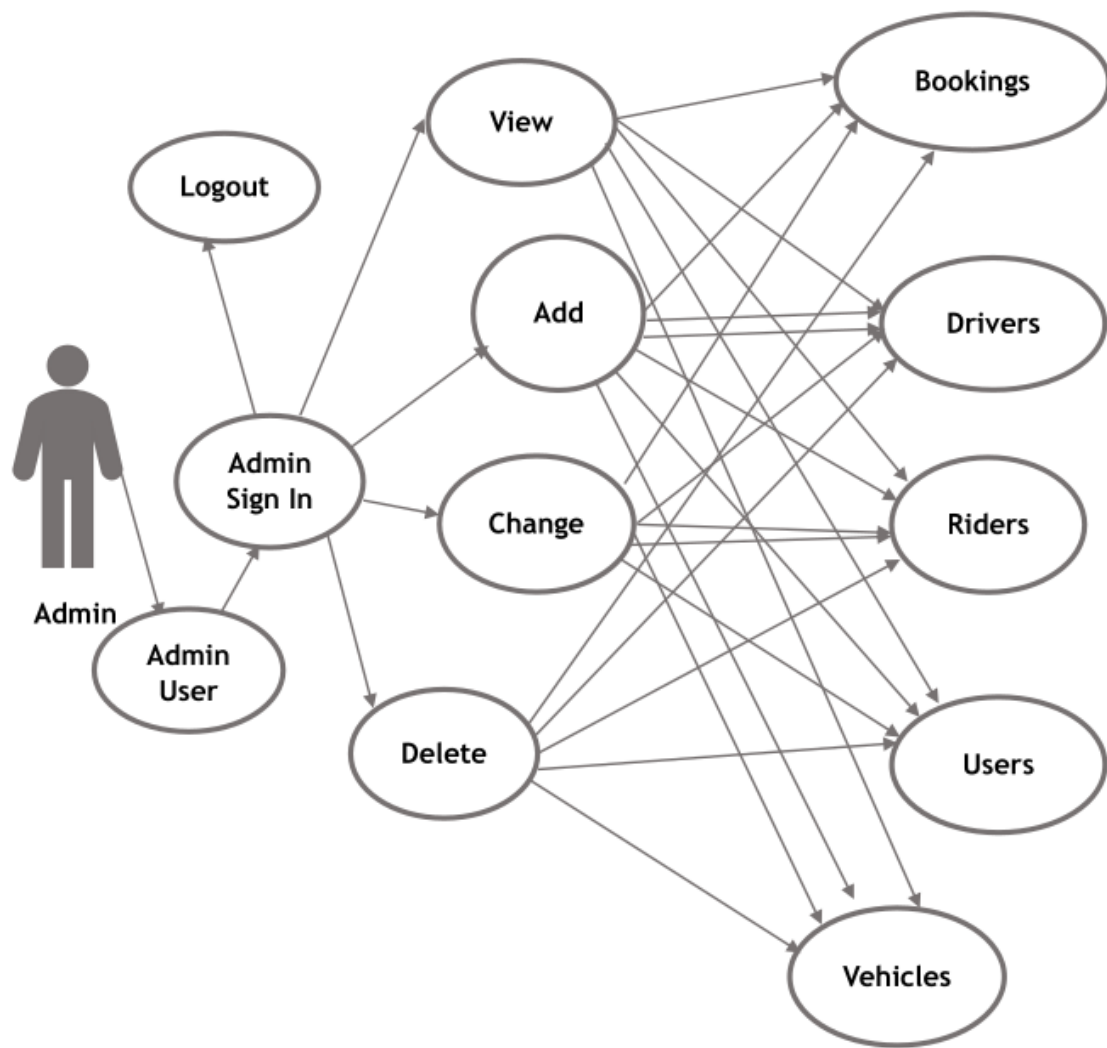 View
Bookings
Logout
Add
Drivers
Admin
Sign In
Change
Riders
Admin
Admin
User
Delete
Users
Vehicles